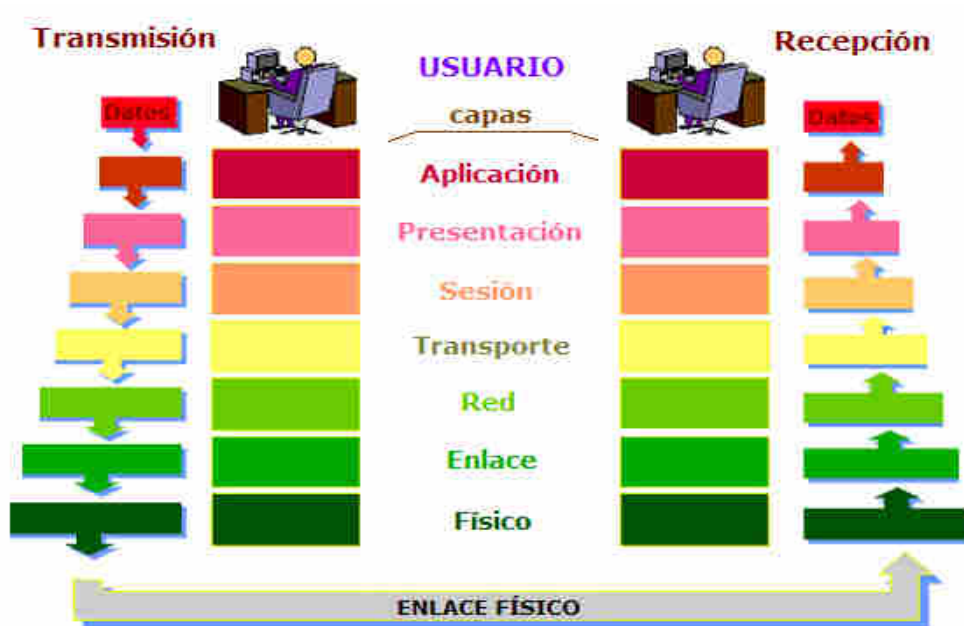 Transmisión
Recepción
USUARIO
capas
Datos
Datos
Aplicación
Presentación
Sesión
Transporte
Red
Enlace
Físico
ENLACE FÍSICO